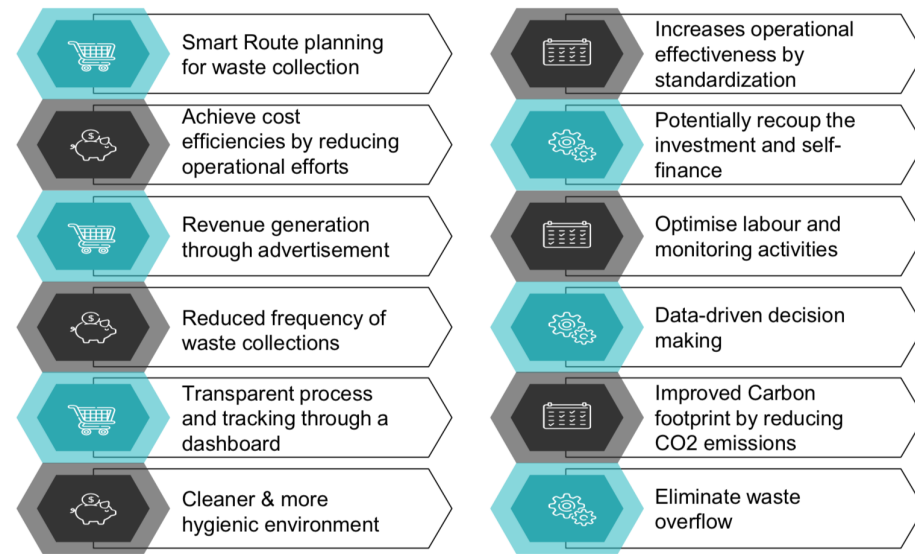 Smart Route planning
for waste collection
Achieve cost
efficiencies by reducing
operational efforts
Revenue generation
through advertisement
Reduced frequency of
waste collections
Transparent process
and tracking through a
dashboard
Cleaner & more
hygienic environment
Increases operational
effectiveness by
standardization
Potentially recoup the
investment and self-
finance
Optimise labour and
monitoring activities
Data-driven decision
making
Improved Carbon
footprint by reducing
CO2 emissions
Eliminate waste
overflow